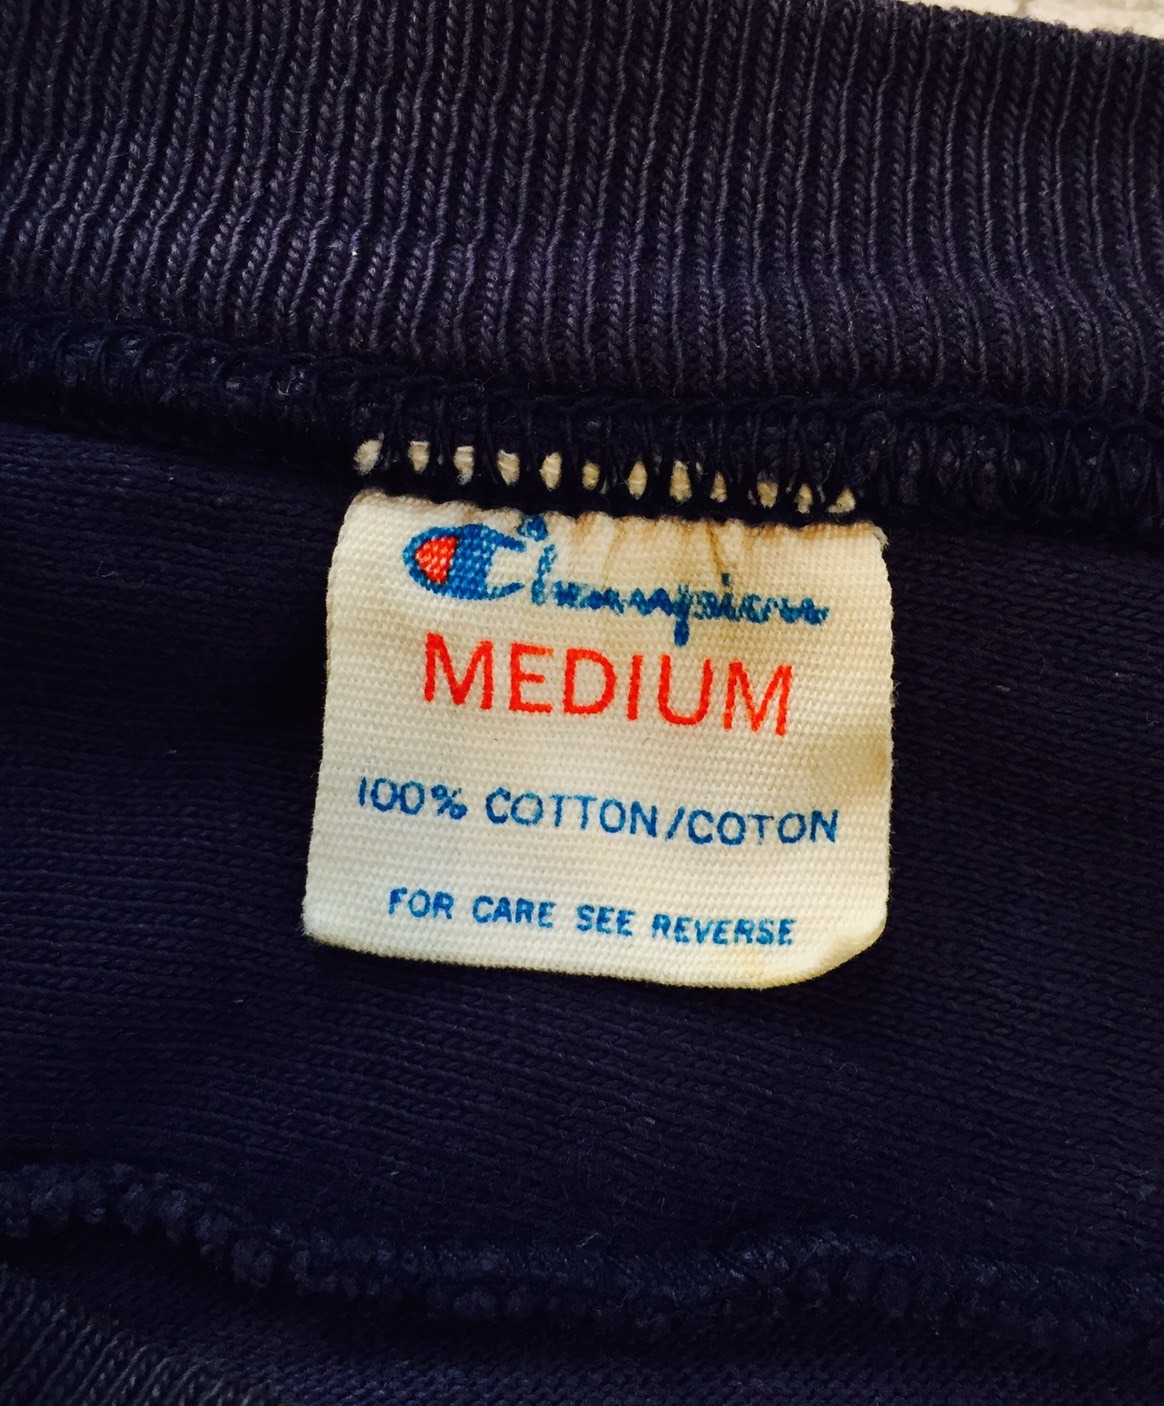 Champion
MEDIUM
100% COTTON/COTON
FOR CARE SEE REVERSE